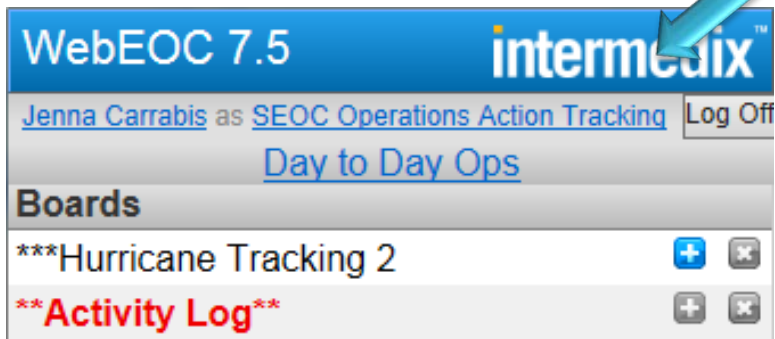 WebEOC 7.5 intermedix™
Jenna Carrabis as SEOC Operations Action Tracking Log Off
Day to Day Ops
Boards
***Hurricane Tracking 2
**Activity Log**